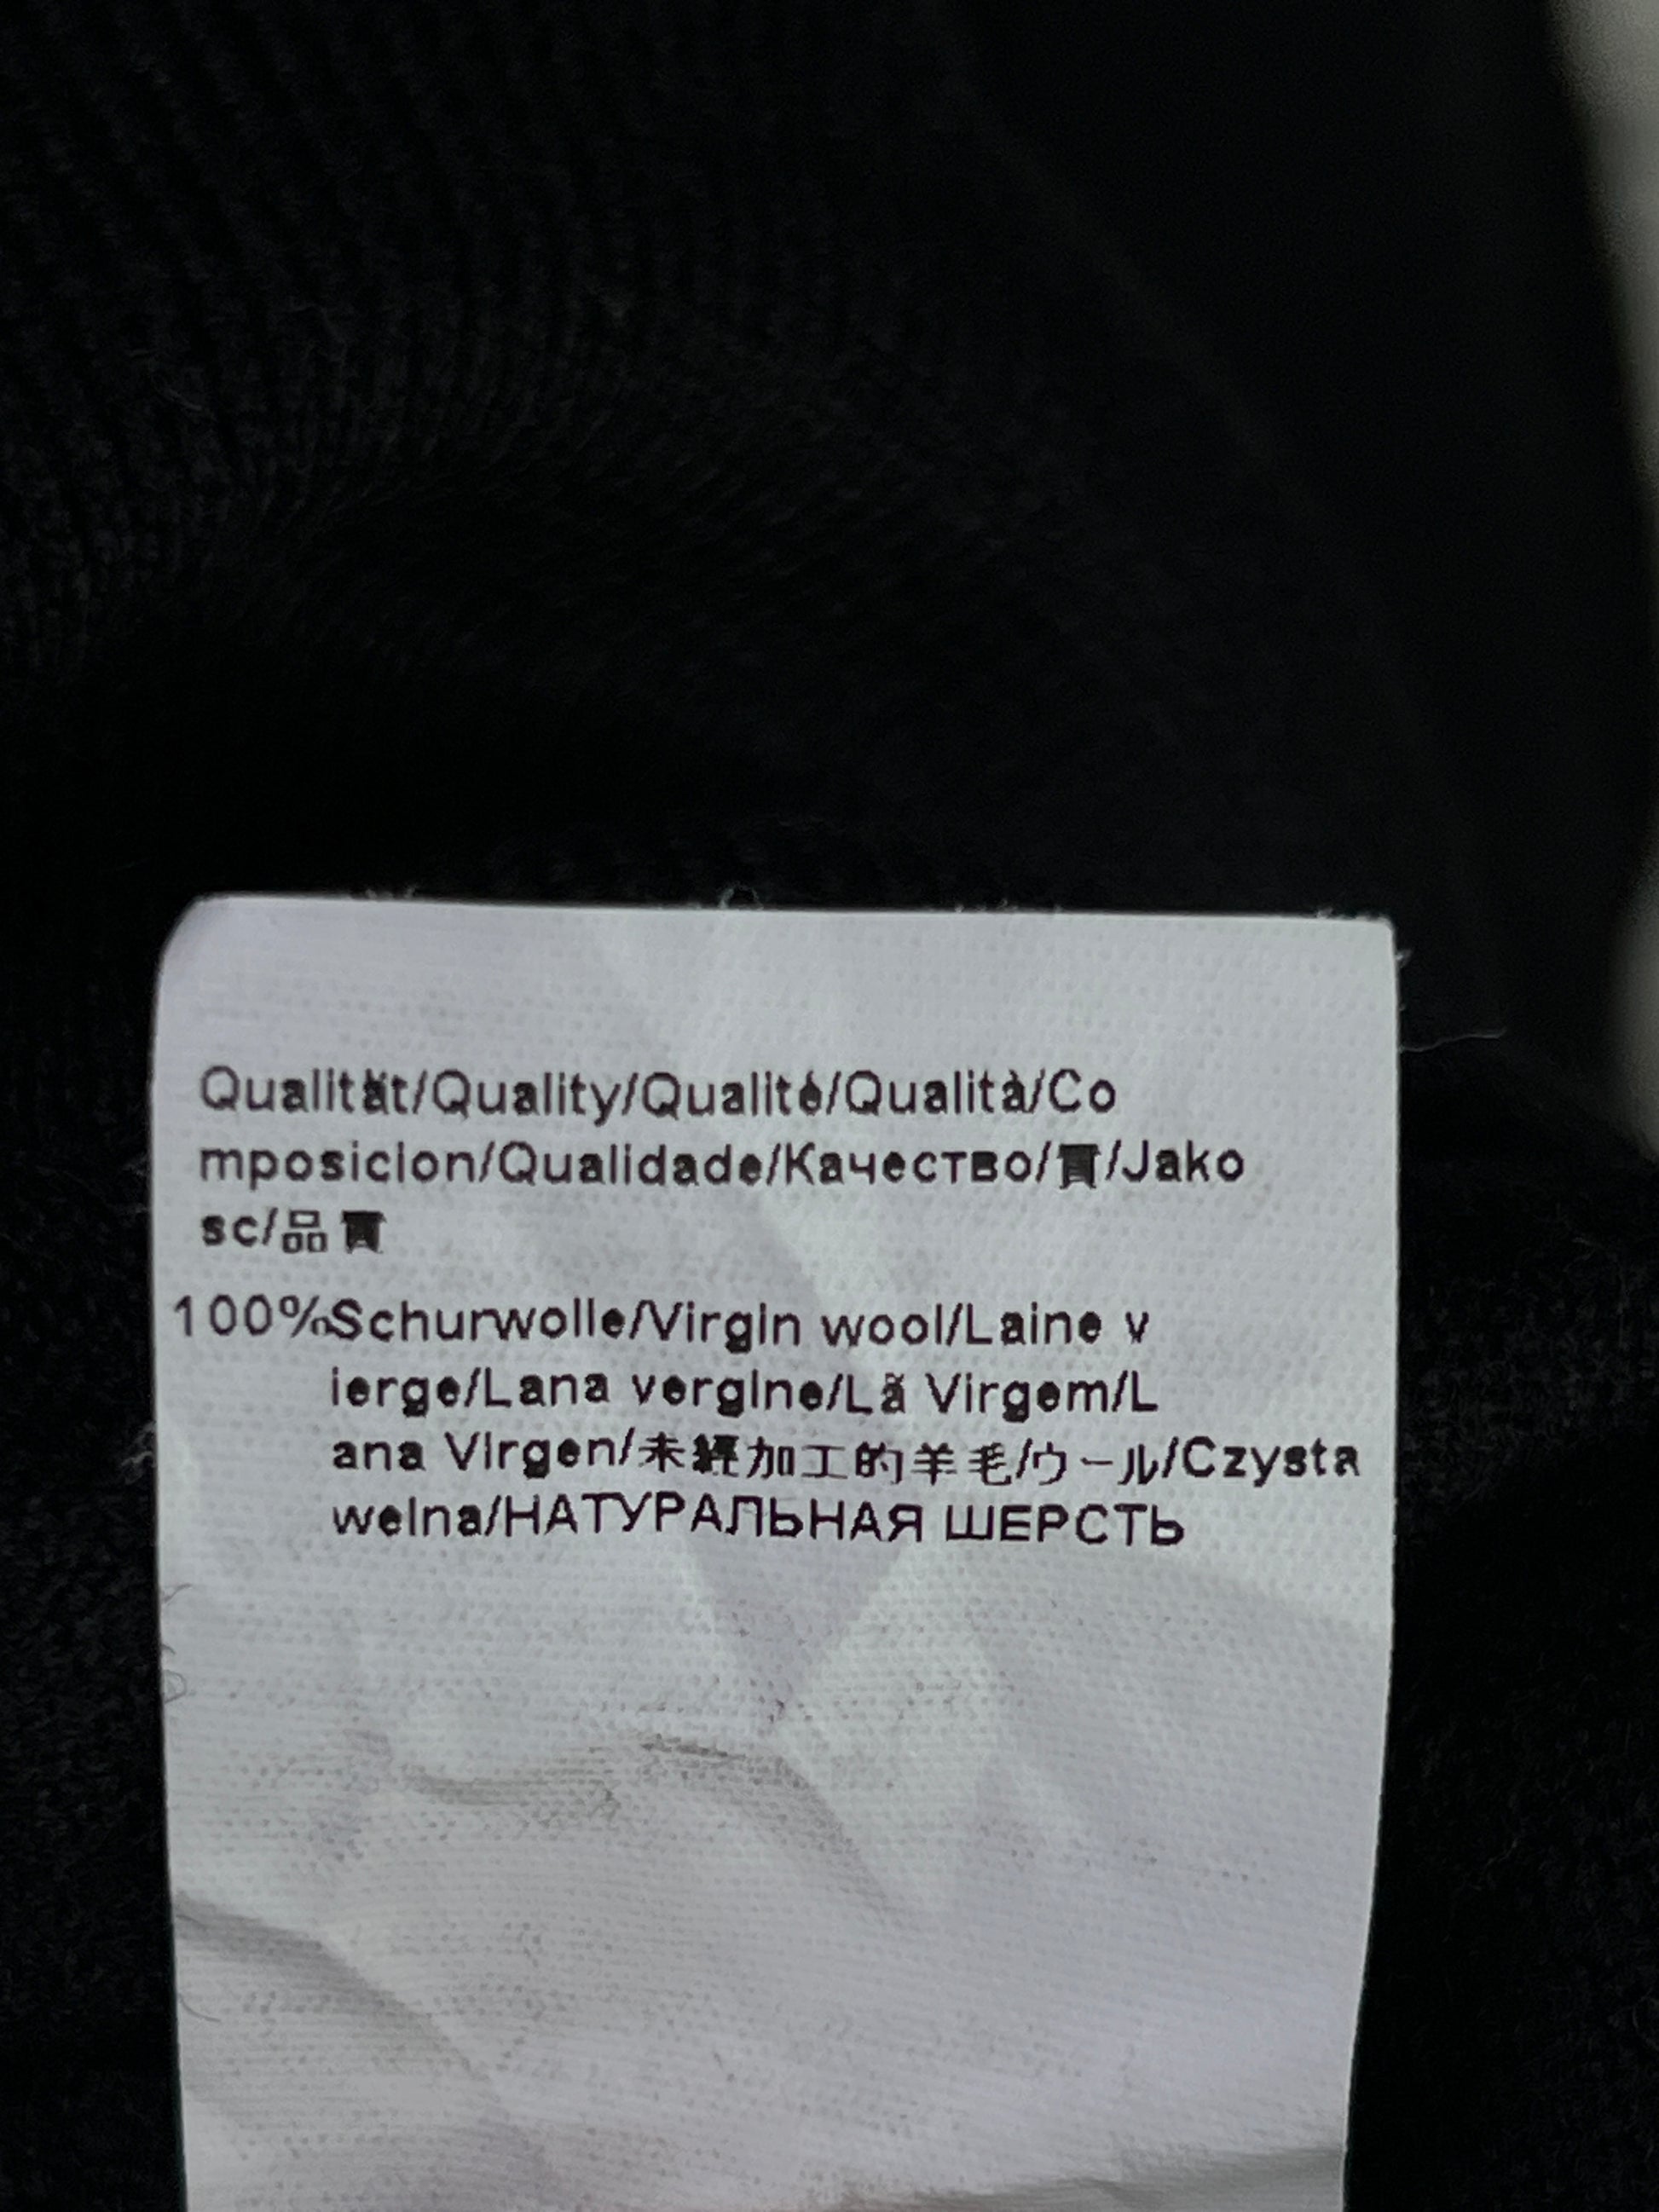 Qualität/Quality/Qualité/Qualità/Co
mposicion/Qualidade/Качество/質/Jako
sc/品質
100%Schurwolle/Virgin wool/Laine v
ierge/Lana vergine/Lã Virgem/L
ana Virgen/未經加工的羊毛/ウール/Czysta
welna/НАТУРАЛЬНАЯ ШЕРСТЬ